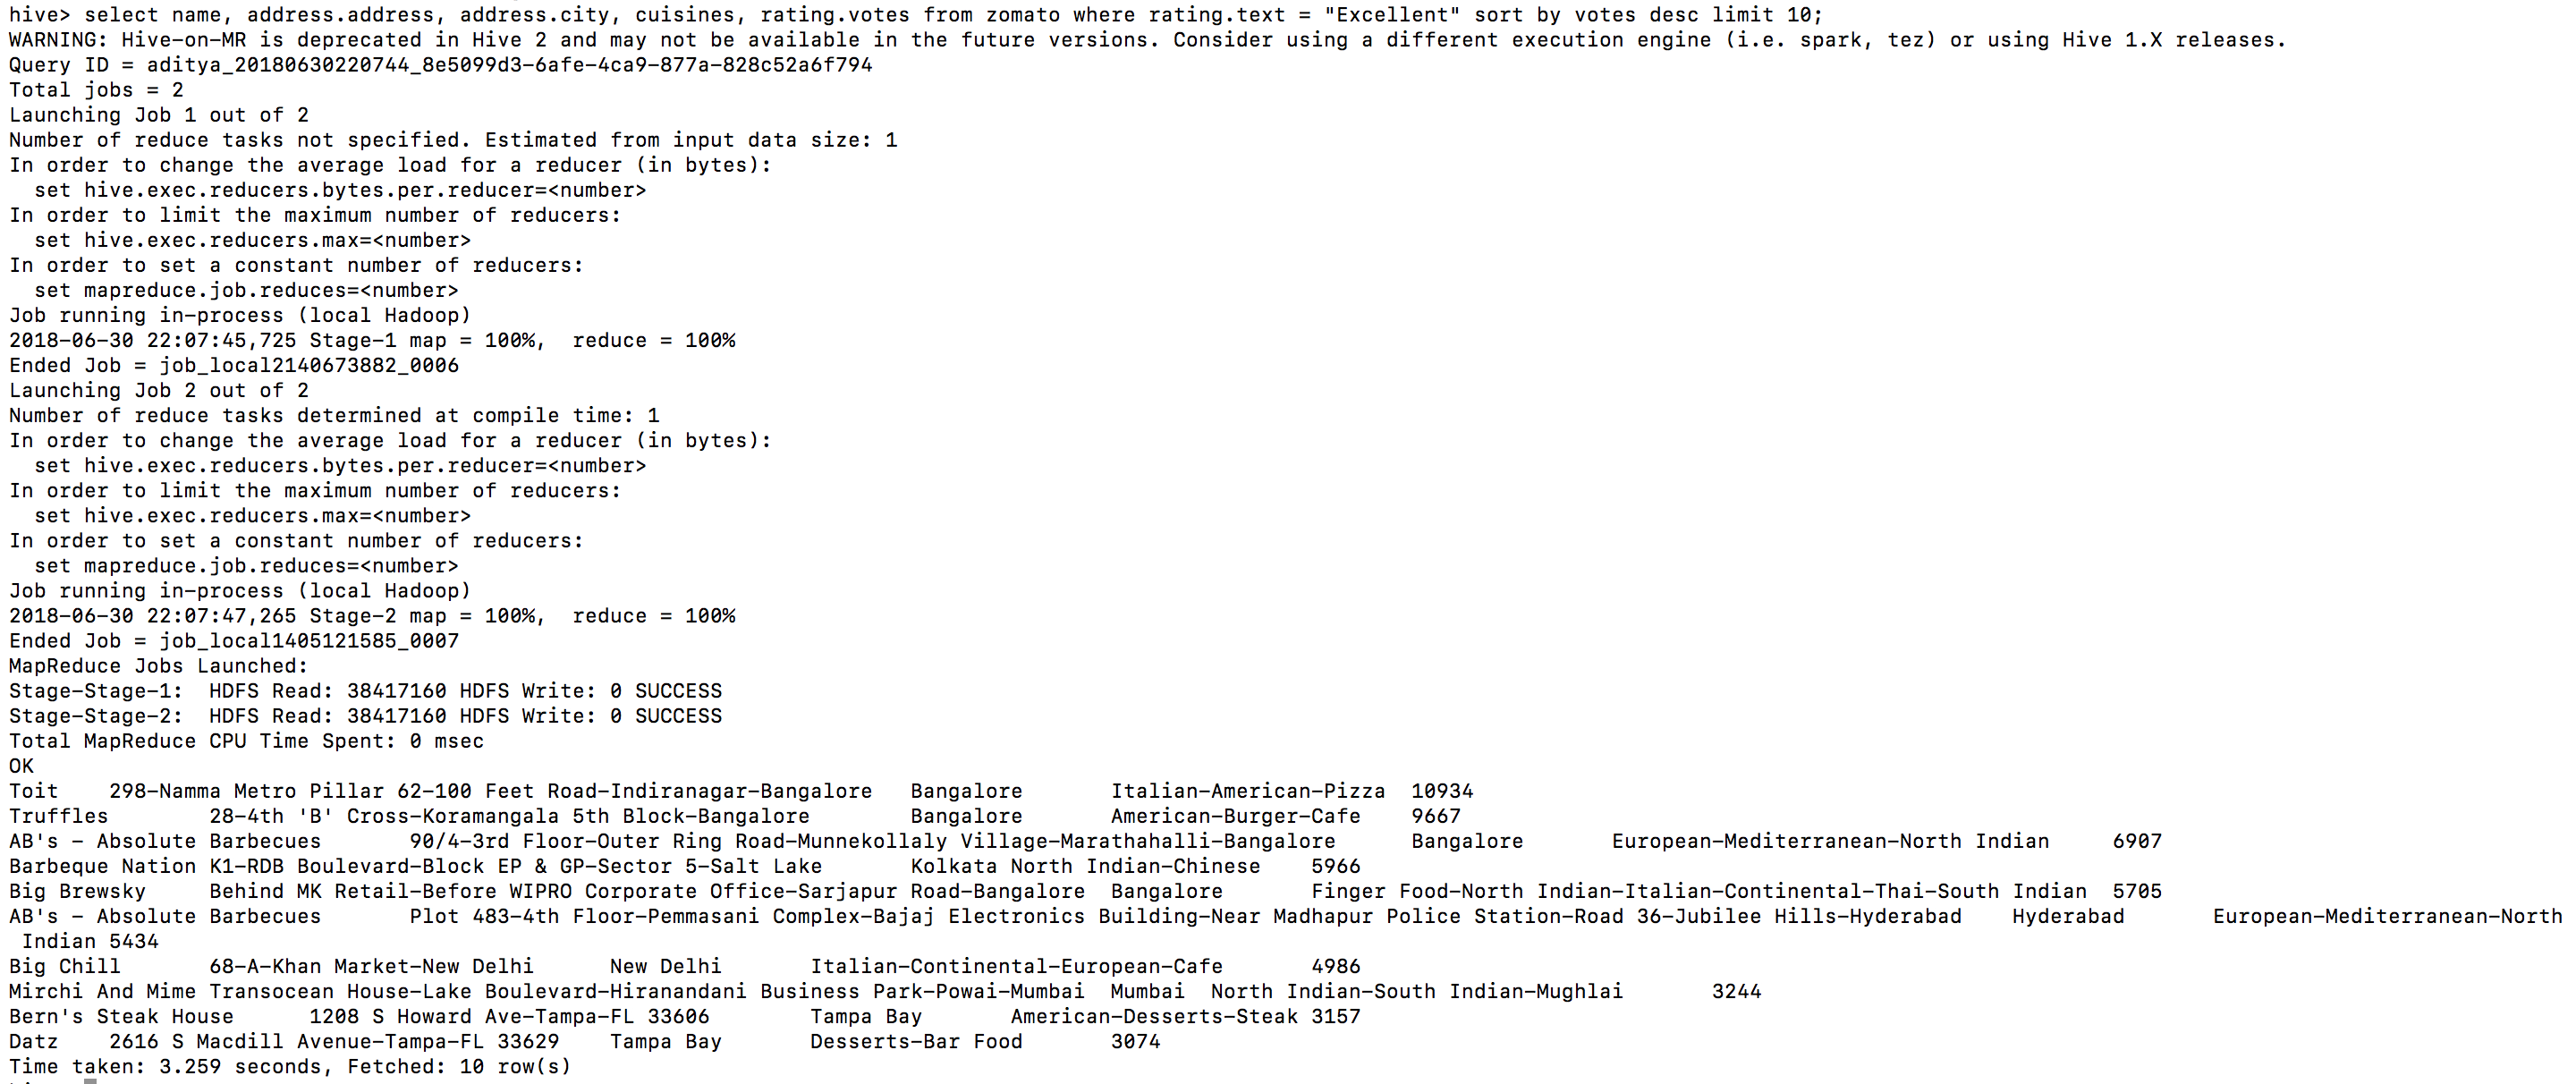 hive> select name, address.address, address.city, cuisines, rating.votes from zomato where rating.text = "Excellent" sort by votes desc limit 10;
WARNING: Hive-on-MR is deprecated in Hive 2 and may not be available in the future versions. Consider using a different execution engine (i.e. spark, tez) or using Hive 1.X releases.
Query ID = aditya_20180630220744_8e5099d3-6afe-4ca9-877a-828c52a6f794
Total jobs = 2
Launching Job 1 out of 2
Number of reduce tasks not specified. Estimated from input data size: 1
In order to change the average load for a reducer (in bytes):
  set hive.exec.reducers.bytes.per.reducer=<number>
In order to limit the maximum number of reducers:
  set hive.exec.reducers.max=<number>
In order to set a constant number of reducers:
  set mapreduce.job.reduces=<number>
Job running in-process (local Hadoop)
2018-06-30 22:07:45,725 Stage-1 map = 100%,  reduce = 100%
Ended Job = job_local2140673882_0006
Launching Job 2 out of 2
Number of reduce tasks determined at compile time: 1
In order to change the average load for a reducer (in bytes):
  set hive.exec.reducers.bytes.per.reducer=<number>
In order to limit the maximum number of reducers:
  set hive.exec.reducers.max=<number>
In order to set a constant number of reducers:
  set mapreduce.job.reduces=<number>
Job running in-process (local Hadoop)
2018-06-30 22:07:47,265 Stage-2 map = 100%,  reduce = 100%
Ended Job = job_local1405121585_0007
MapReduce Jobs Launched:
Stage-Stage-1:  HDFS Read: 38417160 HDFS Write: 0 SUCCESS
Stage-Stage-2:  HDFS Read: 38417160 HDFS Write: 0 SUCCESS
Total MapReduce CPU Time Spent: 0 msec
OK
Toit	298-Namma Metro Pillar 62-100 Feet Road-Indiranagar-Bangalore	Bangalore	Italian-American-Pizza	10934
Truffles	28-4th 'B' Cross-Koramangala 5th Block-Bangalore	Bangalore	American-Burger-Cafe	9667
AB's - Absolute Barbecues	90/4-3rd Floor-Outer Ring Road-Munnekollaly Village-Marathahalli-Bangalore	Bangalore	European-Mediterranean-North Indian	6907
Barbeque Nation	K1-RDB Boulevard-Block EP & GP-Sector 5-Salt Lake	Kolkata	North Indian-Chinese	5966
Big Brewsky	Behind MK Retail-Before WIPRO Corporate Office-Sarjapur Road-Bangalore	Bangalore	Finger Food-North Indian-Italian-Continental-Thai-South Indian	5705
AB's - Absolute Barbecues	Plot 483-4th Floor-Pemmasani Complex-Bajaj Electronics Building-Near Madhapur Police Station-Road 36-Jubilee Hills-Hyderabad	Hyderabad	European-Mediterranean-North
 Indian	5434
Big Chill	68-A-Khan Market-New Delhi	New Delhi	Italian-Continental-European-Cafe	4986
Mirchi And Mime	Transocean House-Lake Boulevard-Hiranandani Business Park-Powai-Mumbai	Mumbai	North Indian-South Indian-Mughlai	3244
Bern's Steak House	1208 S Howard Ave-Tampa-FL 33606	Tampa Bay	American-Desserts-Steak	3157
Datz	2616 S Macdill Avenue-Tampa-FL 33629	Tampa Bay	Desserts-Bar Food	3074
Time taken: 3.259 seconds, Fetched: 10 row(s)